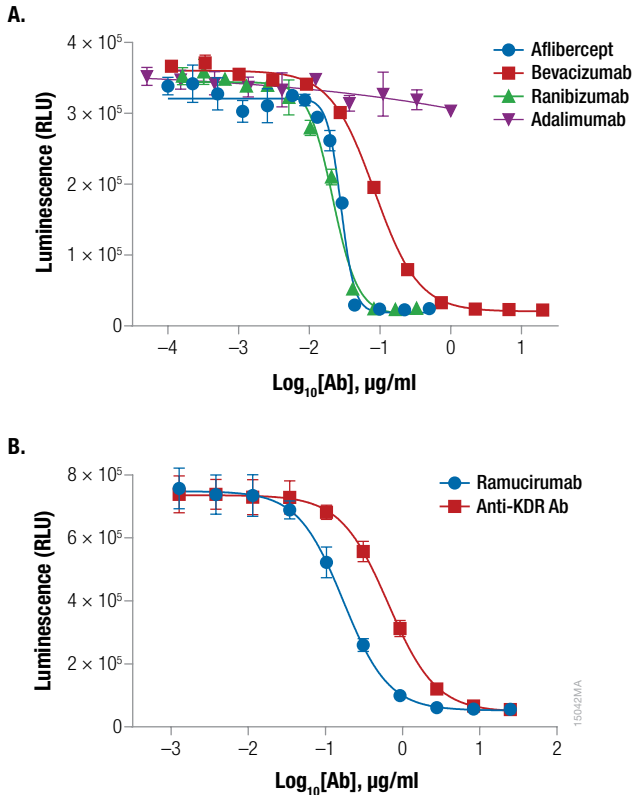 A.
4 × 10⁵
3 × 10⁵
2 × 10⁵
1 × 10⁵
0
Luminescence (RLU)
–4 –3 –2 –1 0 1
Log₁₀[Ab], µg/ml
Aflibercept
Bevacizumab
Ranibizumab
Adalimumab
B.
8 × 10⁵
6 × 10⁵
4 × 10⁵
2 × 10⁵
0
Luminescence (RLU)
–3 –2 –1 0 1 2
Log₁₀[Ab], µg/ml
Ramucirumab
Anti-KDR Ab
15042MA